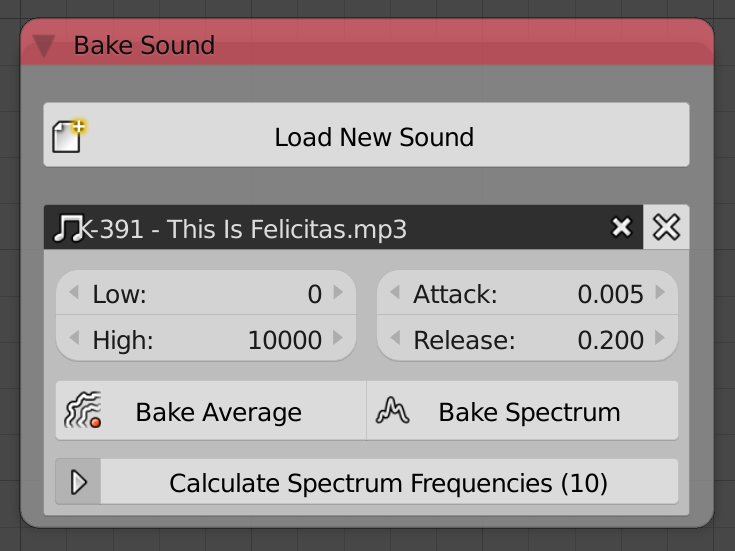 Bake Sound
Load New Sound
K-391 - This Is Felicitas.mp3
Low: 0
Attack: 0.005
High: 10000
Release: 0.200
Bake Average
Bake Spectrum
Calculate Spectrum Frequencies (10)